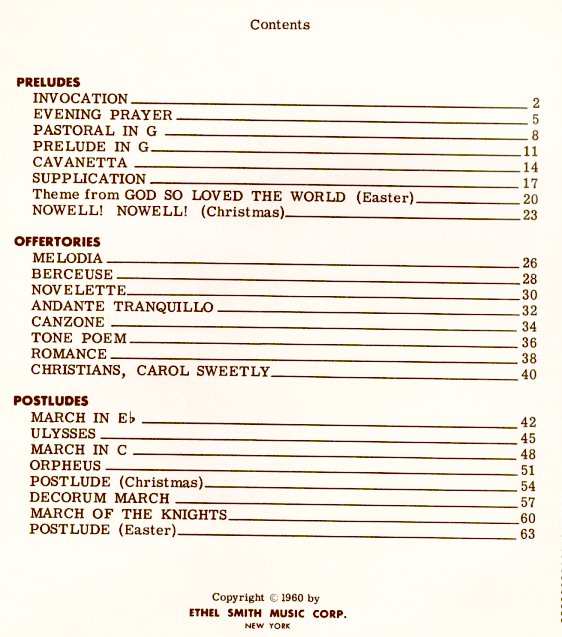 Contents
PRELUDES
INVOCATION 2
EVENING PRAYER 5
PASTORAL IN G 8
PRELUDE IN G 11
CAVANETTA 14
SUPPLICATION 17
Theme from GOD SO LOVED THE WORLD (Easter) 20
NOWELL! NOWELL! (Christmas) 23
OFFERTORIES
MELODIA 26
BERCEUSE 28
NOVELETTE 30
ANDANTE TRANQUILLO 32
CANZONE 34
TONE POEM 36
ROMANCE 38
CHRISTIANS, CAROL SWEETLY 40
POSTLUDES
MARCH IN E♭ 42
ULYSSES 45
MARCH IN C 48
ORPHEUS 51
POSTLUDE (Christmas) 54
DECORUM MARCH 57
MARCH OF THE KNIGHTS 60
POSTLUDE (Easter) 63
Copyright © 1960 by
ETHEL SMITH MUSIC CORP.
NEW YORK